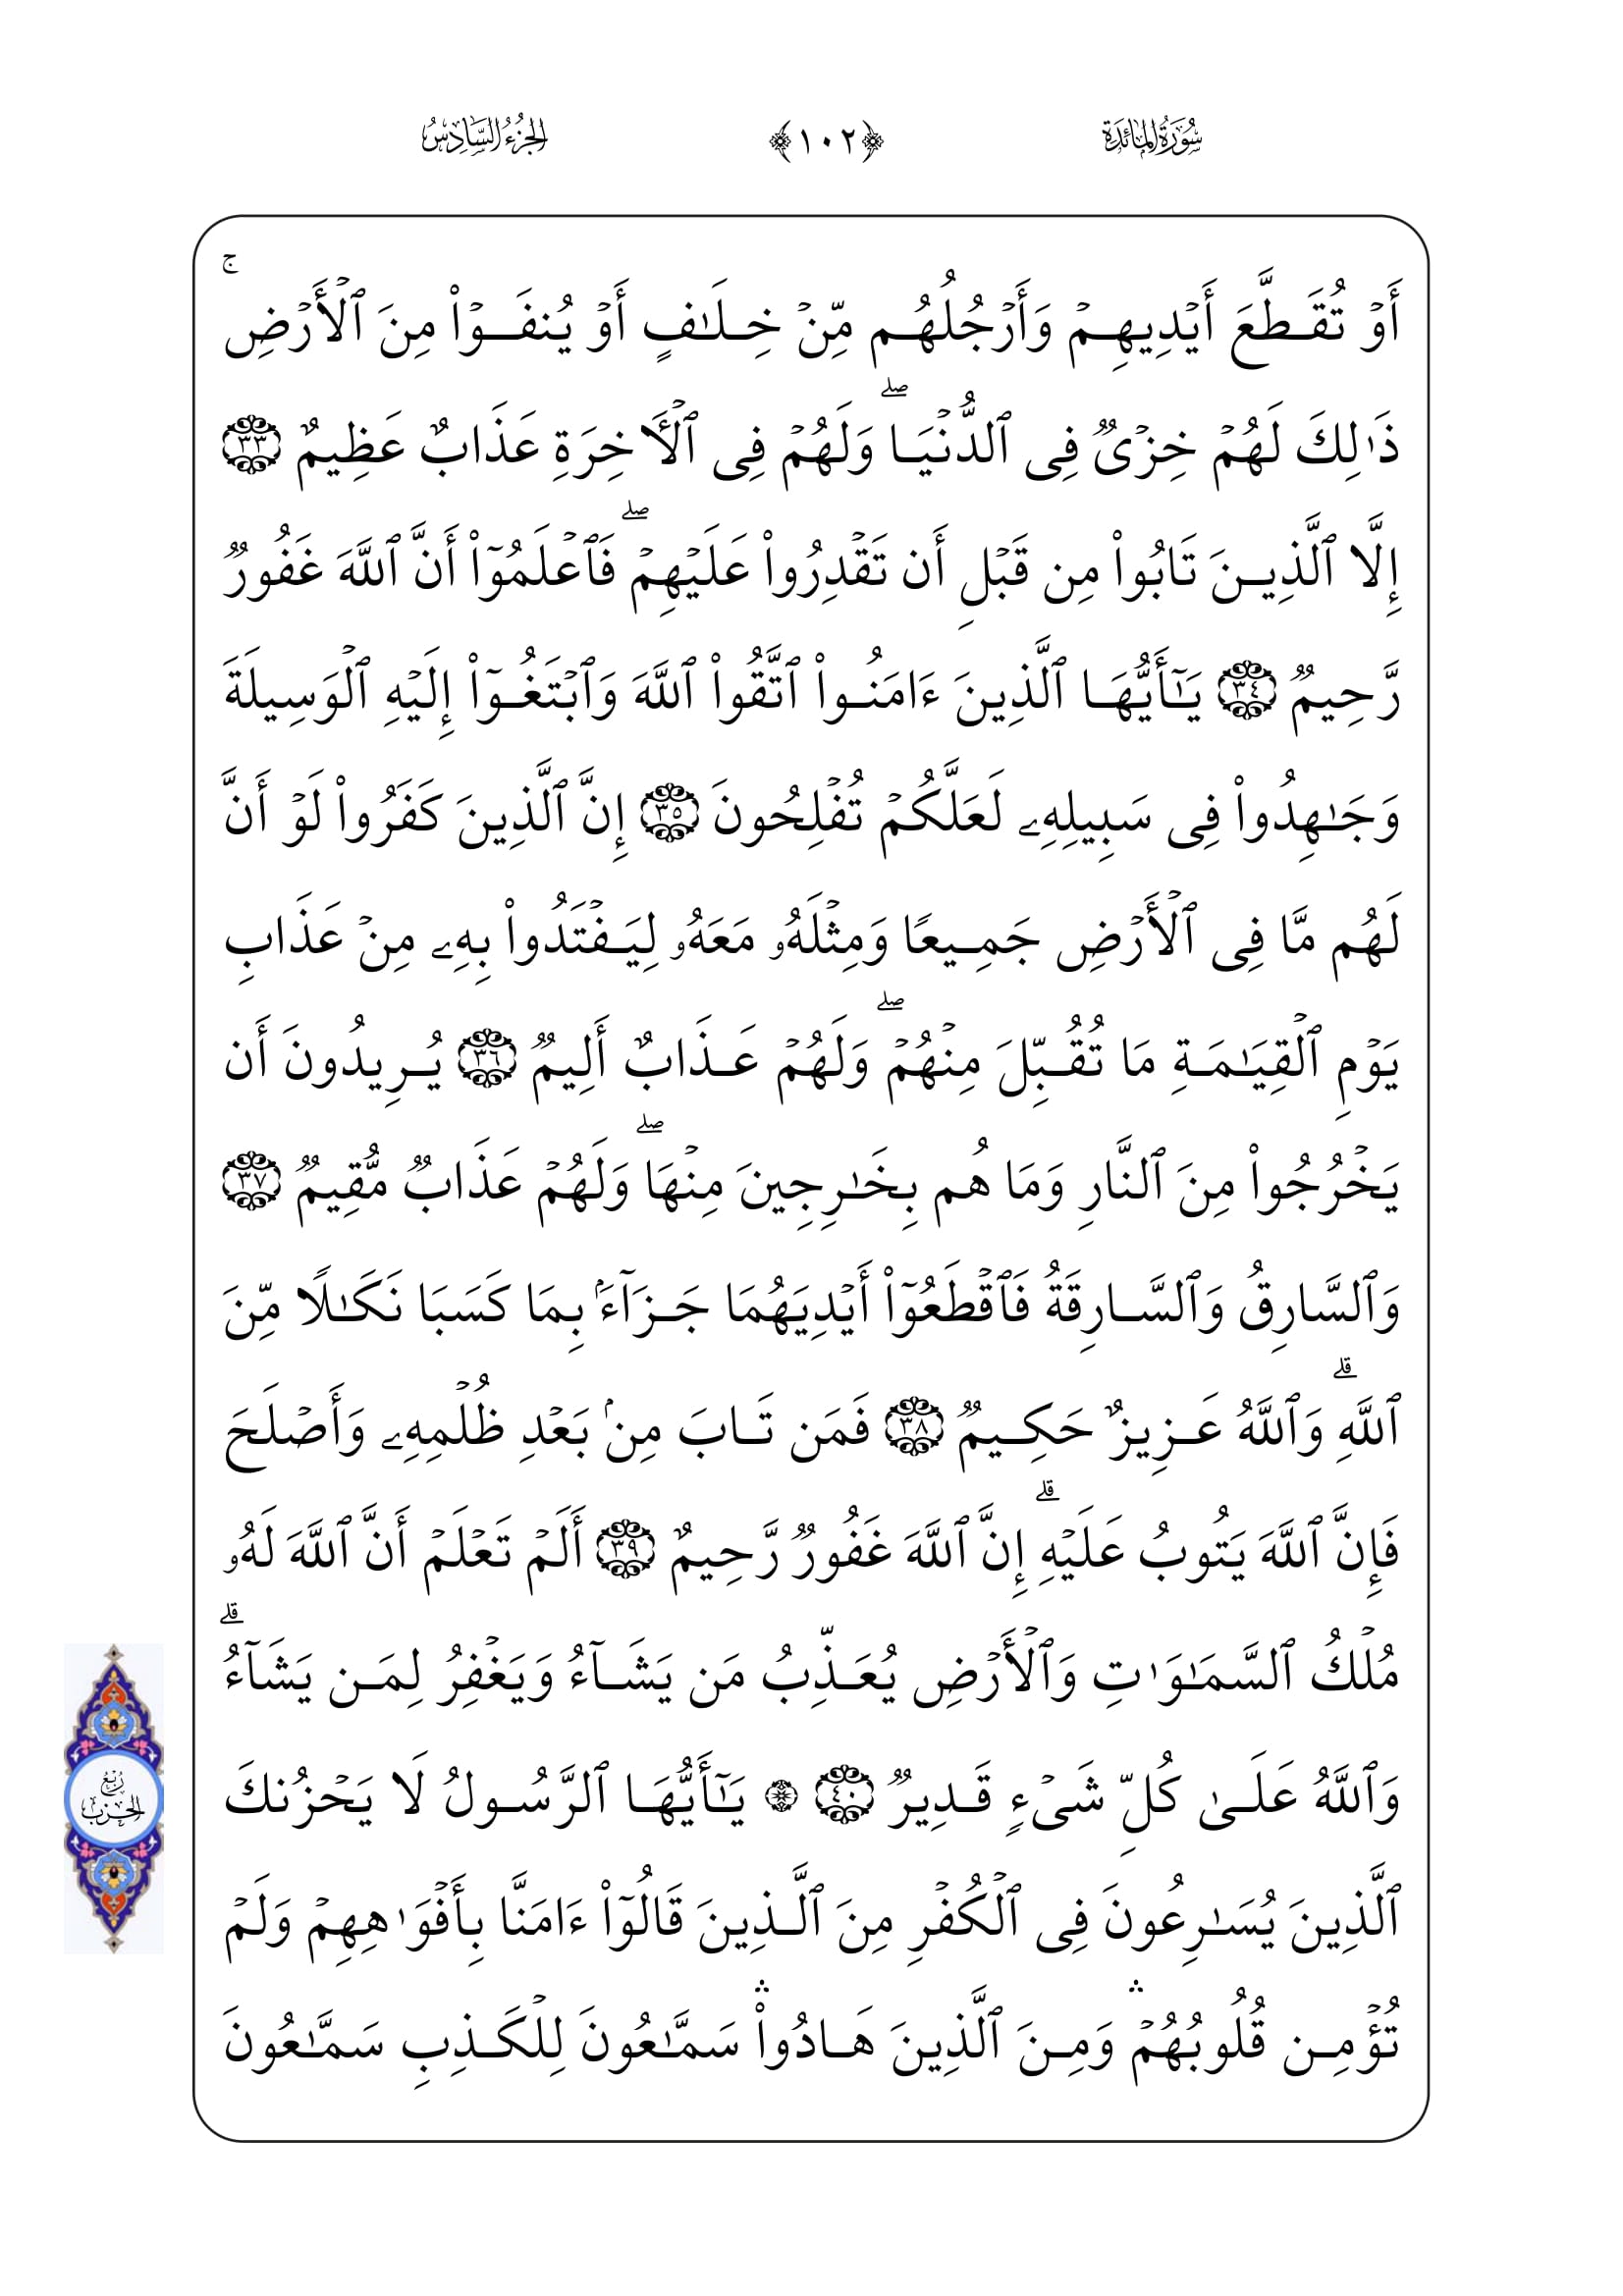 سُورَةُ المَائدَةِ ﴿١٠٢﴾ الجُزءُ السَّادِسُ
أَوۡ تُقَطَّعَ أَيۡدِيهِمۡ وَأَرۡجُلُهُم مِّنۡ خِلَٰفٍ أَوۡ يُنفَوۡاْ مِنَ ٱلۡأَرۡضِۚ
ذَٰلِكَ لَهُمۡ خِزۡيٌ فِي ٱلدُّنۡيَاۖ وَلَهُمۡ فِي ٱلۡأٓخِرَةِ عَذَابٌ عَظِيمٌ ٣٣
إِلَّا ٱلَّذِينَ تَابُواْ مِن قَبۡلِ أَن تَقۡدِرُواْ عَلَيۡهِمۡۖ فَٱعۡلَمُوٓاْ أَنَّ ٱللَّهَ غَفُورٞ
رَّحِيمٞ ٣٤ يَٰٓأَيُّهَا ٱلَّذِينَ ءَامَنُواْ ٱتَّقُواْ ٱللَّهَ وَٱبۡتَغُوٓاْ إِلَيۡهِ ٱلۡوَسِيلَةَ
وَجَٰهِدُواْ فِي سَبِيلِهِۦ لَعَلَّكُمۡ تُفۡلِحُونَ ٣٥ إِنَّ ٱلَّذِينَ كَفَرُواْ لَوۡ أَنَّ
لَهُم مَّا فِي ٱلۡأَرۡضِ جَمِيعٗا وَمِثۡلَهُۥ مَعَهُۥ لِيَفۡتَدُواْ بِهِۦ مِنۡ عَذَابِ
يَوۡمِ ٱلۡقِيَٰمَةِ مَا تُقُبِّلَ مِنۡهُمۡۖ وَلَهُمۡ عَذَابٌ أَلِيمٞ ٣٦ يُرِيدُونَ أَن
يَخۡرُجُواْ مِنَ ٱلنَّارِ وَمَا هُم بِخَٰرِجِينَ مِنۡهَاۖ وَلَهُمۡ عَذَابٞ مُّقِيمٞ ٣٧
وَٱلسَّارِقُ وَٱلسَّارِقَةُ فَٱقۡطَعُوٓاْ أَيۡدِيَهُمَا جَزَآءَۢ بِمَا كَسَبَا نَكَٰلٗا مِّنَ
ٱللَّهِۗ وَٱللَّهُ عَزِيزٌ حَكِيمٞ ٣٨ فَمَن تَابَ مِنۢ بَعۡدِ ظُلۡمِهِۦ وَأَصۡلَحَ
فَإِنَّ ٱللَّهَ يَتُوبُ عَلَيۡهِۗ إِنَّ ٱللَّهَ غَفُورٞ رَّحِيمٌ ٣٩ أَلَمۡ تَعۡلَمۡ أَنَّ ٱللَّهَ لَهُۥ
مُلۡكُ ٱلسَّمَٰوَٰتِ وَٱلۡأَرۡضِ يُعَذِّبُ مَن يَشَآءُ وَيَغۡفِرُ لِمَن يَشَآءُۗ
وَٱللَّهُ عَلَىٰ كُلِّ شَيۡءٖ قَدِيرٞ ٤٠ ۞ يَٰٓأَيُّهَا ٱلرَّسُولُ لَا يَحۡزُنكَ
رُبْعُ
الحِزب
ٱلَّذِينَ يُسَٰرِعُونَ فِي ٱلۡكُفۡرِ مِنَ ٱلَّذِينَ قَالُوٓاْ ءَامَنَّا بِأَفۡوَٰهِهِمۡ وَلَمۡ
تُؤۡمِن قُلُوبُهُمۡۛ وَمِنَ ٱلَّذِينَ هَادُواْۛ سَمَّٰعُونَ لِلۡكَذِبِ سَمَّٰعُونَ